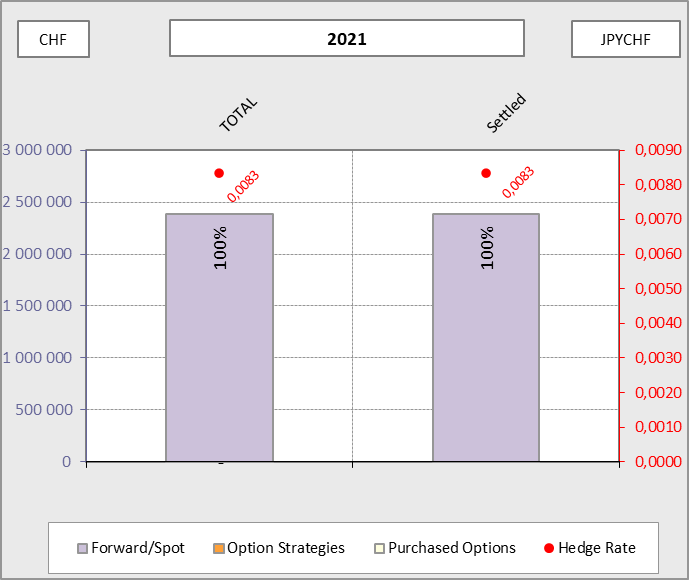 CHF
2021
JPYCHF
TOTAL
Settled
3 000 000
2 500 000
2 000 000
1 500 000
1 000 000
500 000
0
0,0083
0,0083
100%
100%
0,0090
0,0080
0,0070
0,0060
0,0050
0,0040
0,0030
0,0020
0,0010
0,0000
-
Forward/Spot
Option Strategies
Purchased Options
Hedge Rate